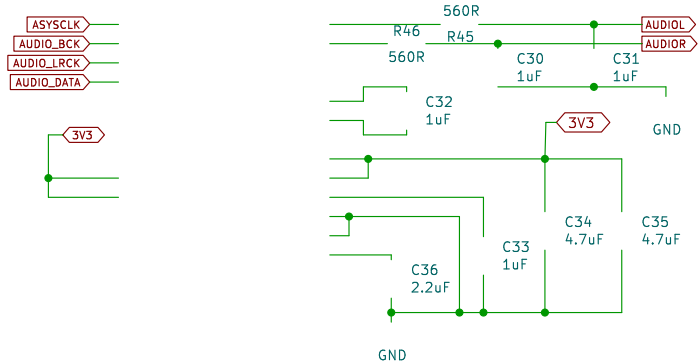 560R
ASYSCLK
R46
AUDIOL
AUDIO_BCK
R45
AUDIOR
560R
AUDIO_LRCK
C30
C31
AUDIO_DATA
1uF
1uF
C32
1uF
3V3
GND
3V3
C34
C35
4.7uF
4.7uF
C33
1uF
C36
2.2uF
GND